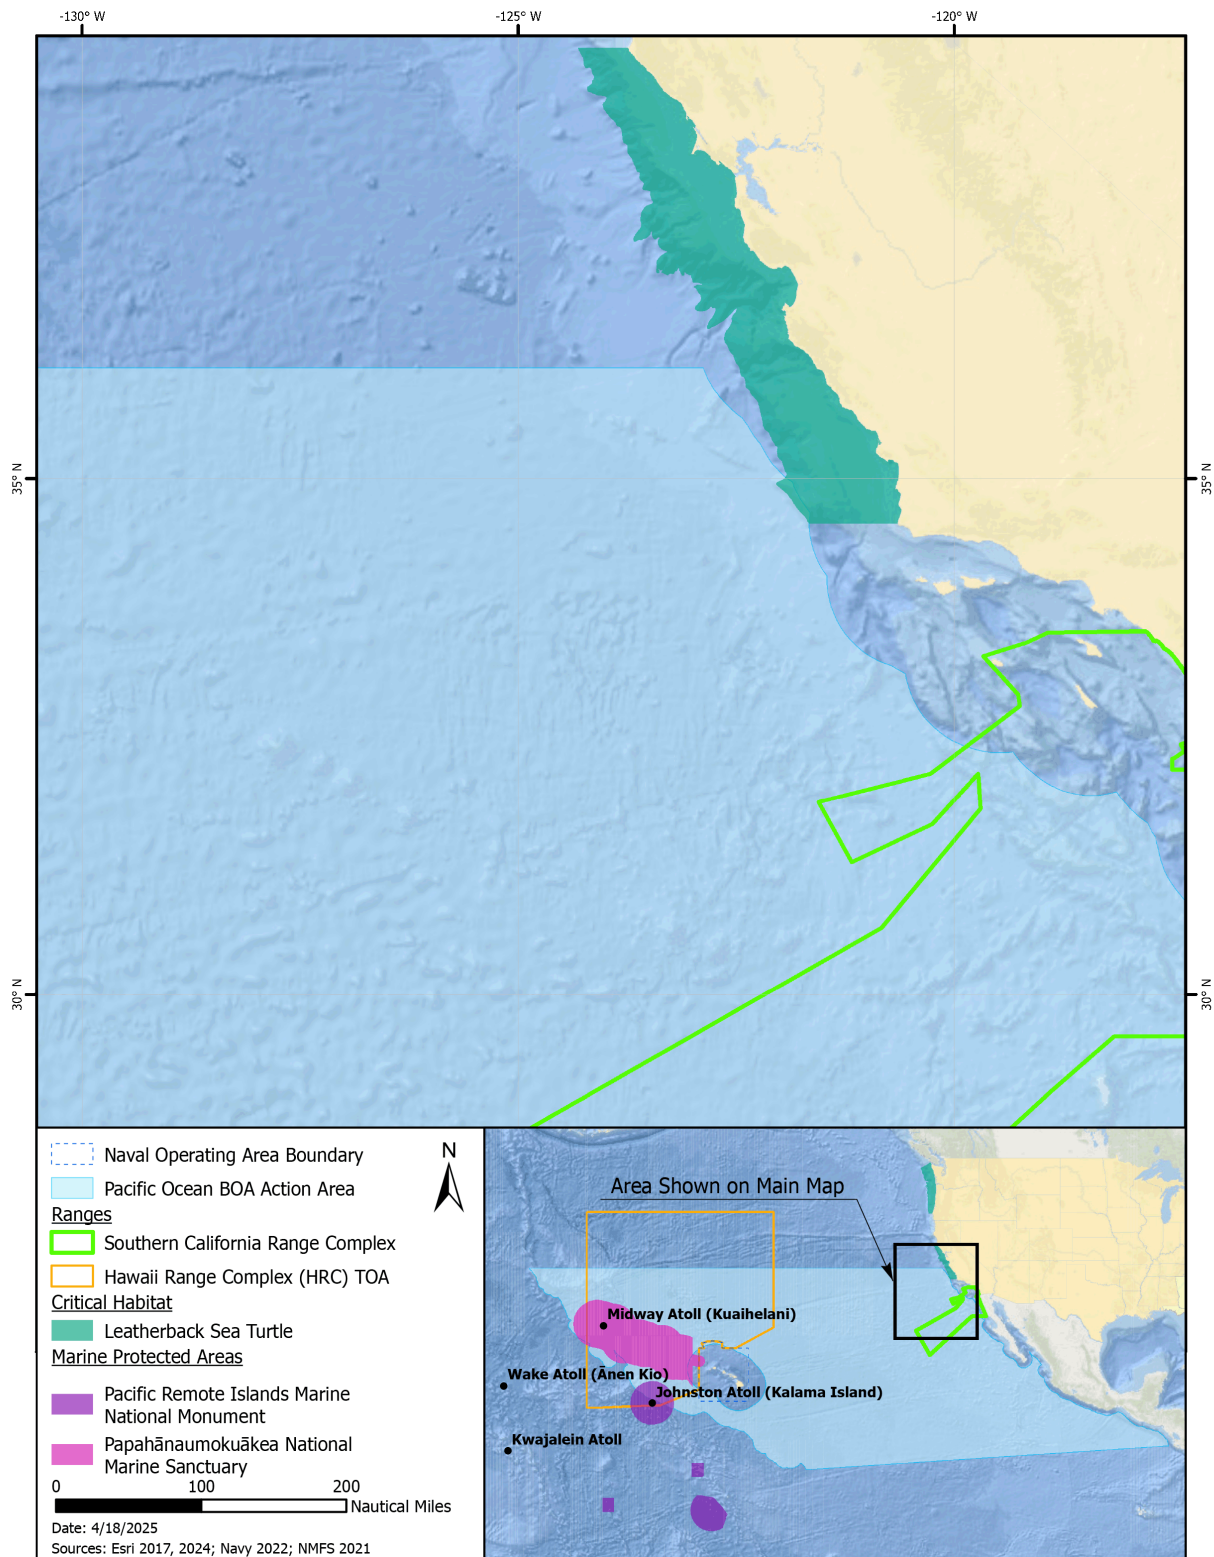 -130° W
-125° W
-120° W
35° N
35° N
30° N
30° N
Naval Operating Area Boundary
Pacific Ocean BOA Action Area
Ranges
Southern California Range Complex
Hawaii Range Complex (HRC) TOA
Critical Habitat
Leatherback Sea Turtle
Marine Protected Areas
Pacific Remote Islands Marine
National Monument
Papahānaumokuākea National
Marine Sanctuary
N
0 100 200
Nautical Miles
Date: 4/18/2025
Sources: Esri 2017, 2024; Navy 2022; NMFS 2021
Area Shown on Main Map
Midway Atoll (Kuaihelani)
Wake Atoll (Ānen Kio)
Johnston Atoll (Kalama Island)
Kwajalein Atoll